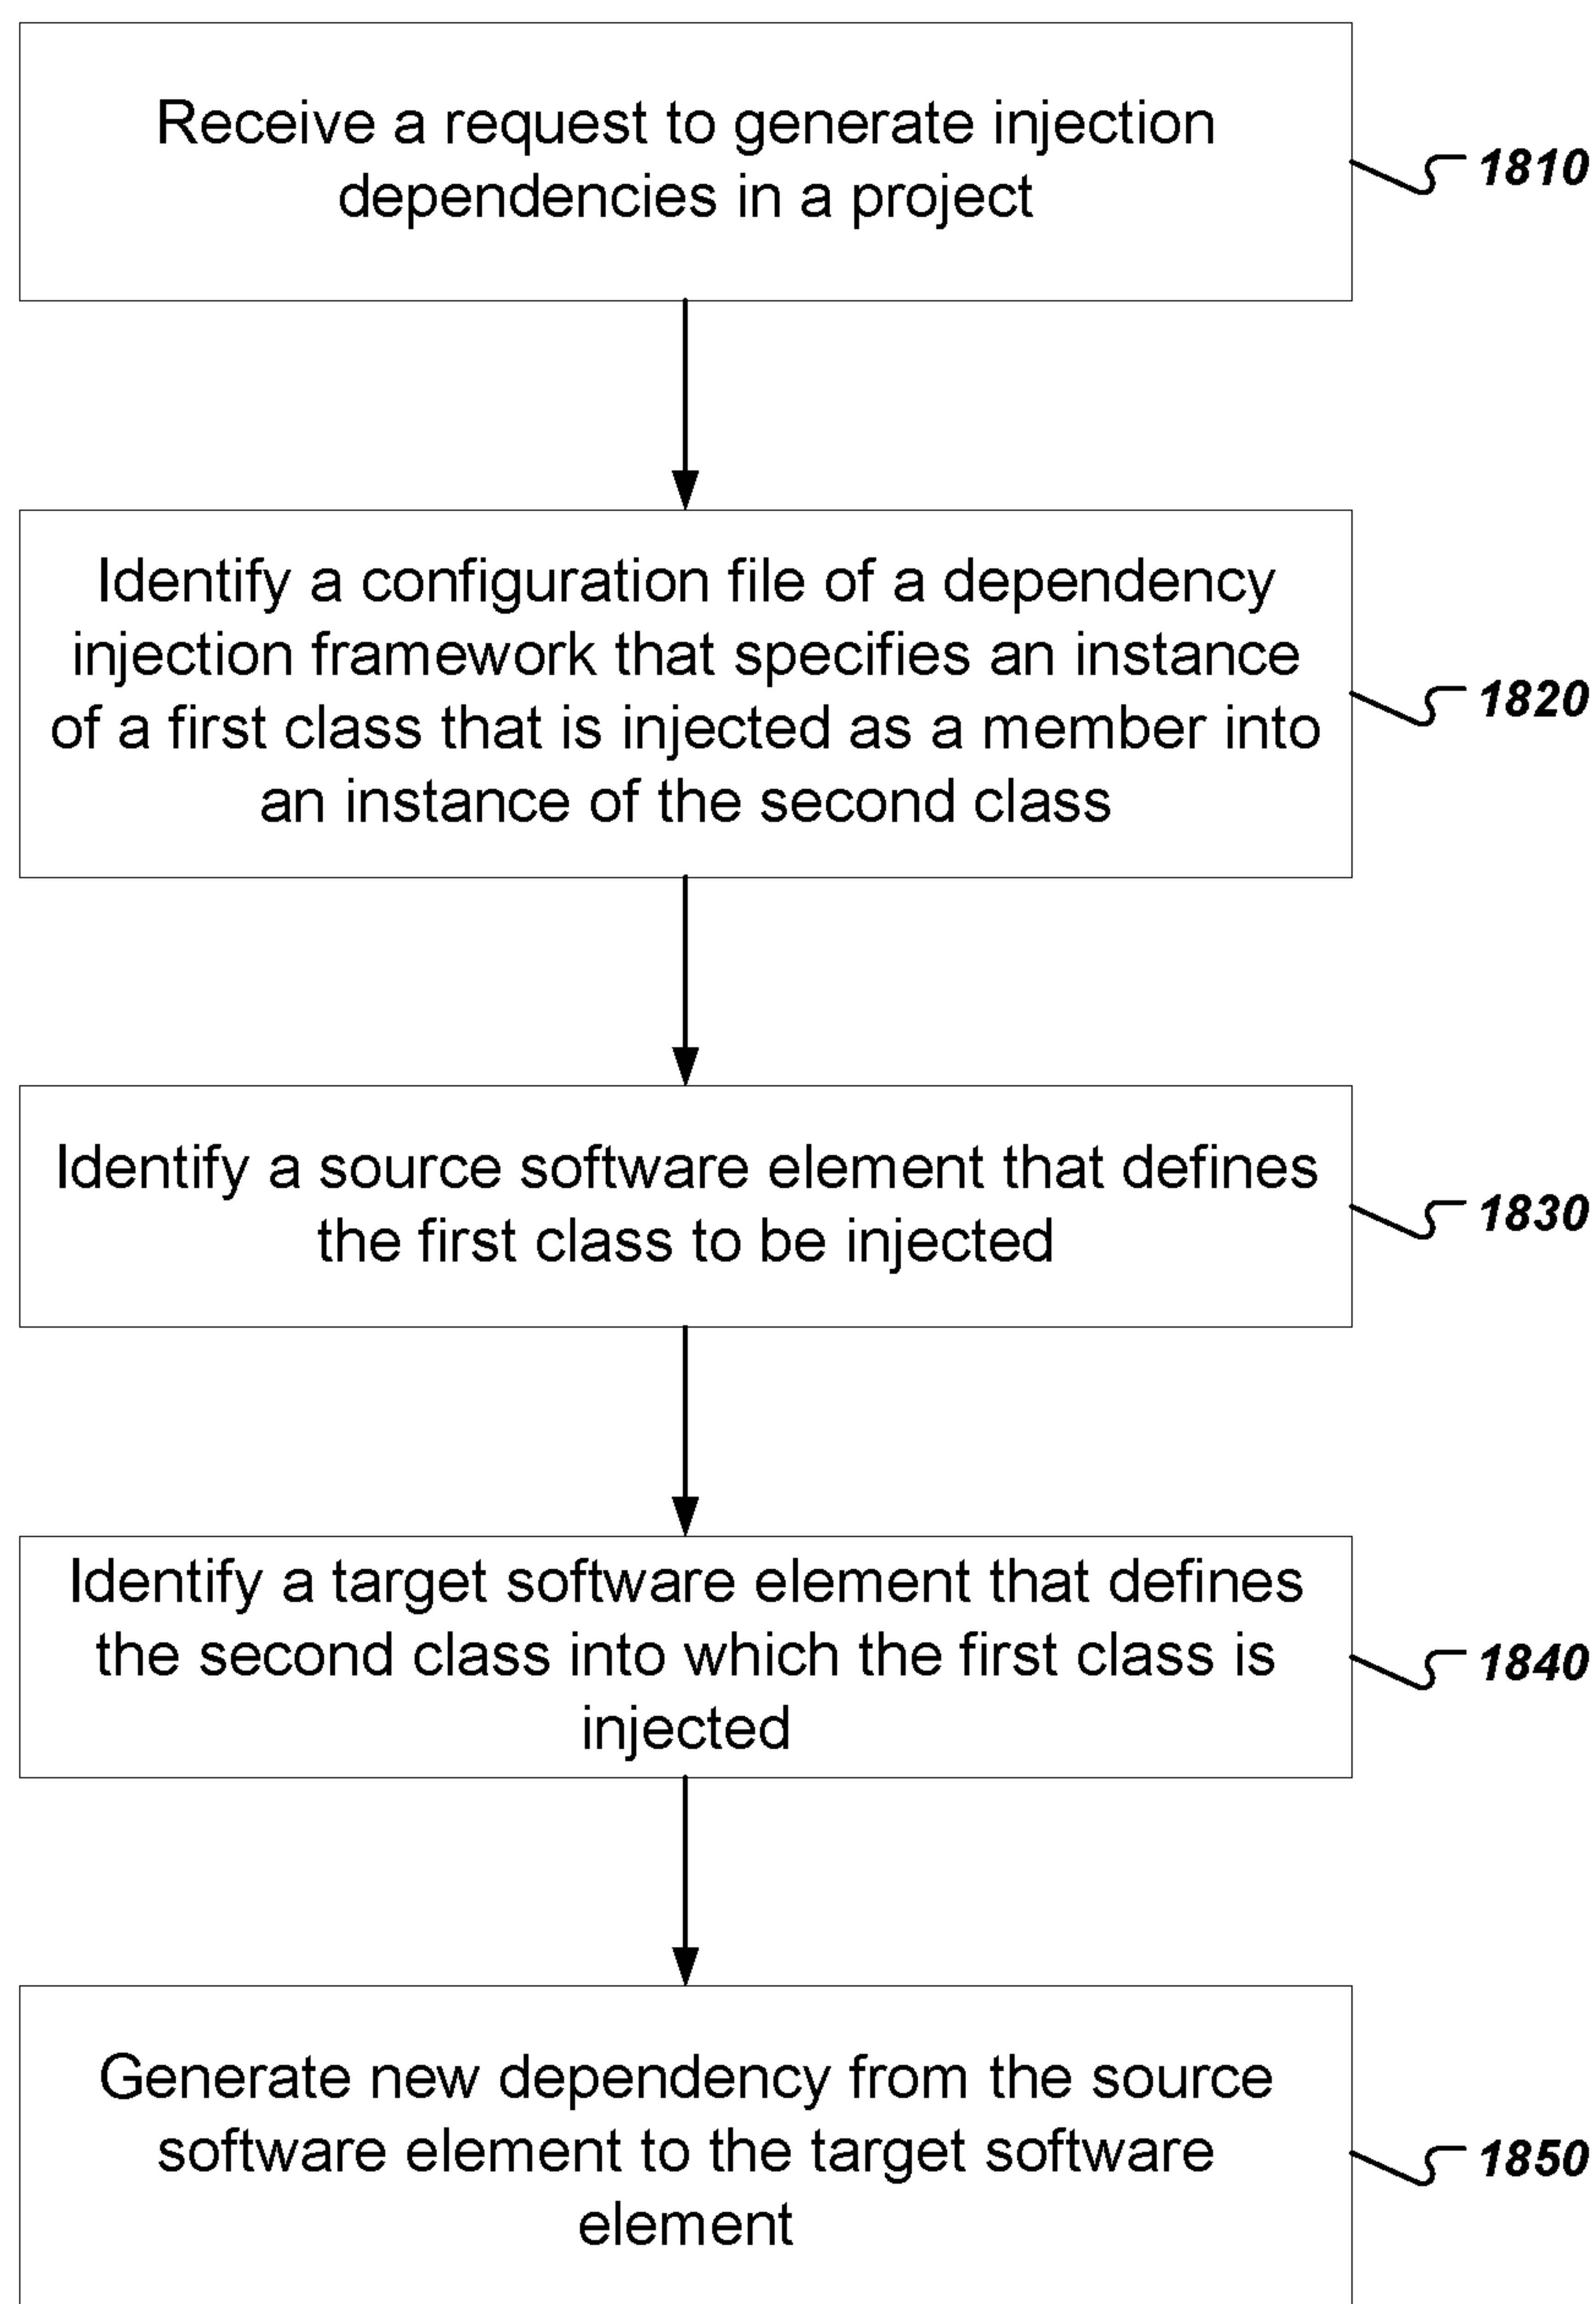 Receive a request to generate injection
dependencies in a project
1810
Identify a configuration file of a dependency
injection framework that specifies an instance
of a first class that is injected as a member into
an instance of the second class
1820
Identify a source software element that defines
the first class to be injected
1830
Identify a target software element that defines
the second class into which the first class is
injected
1840
Generate new dependency from the source
software element to the target software
element
1850